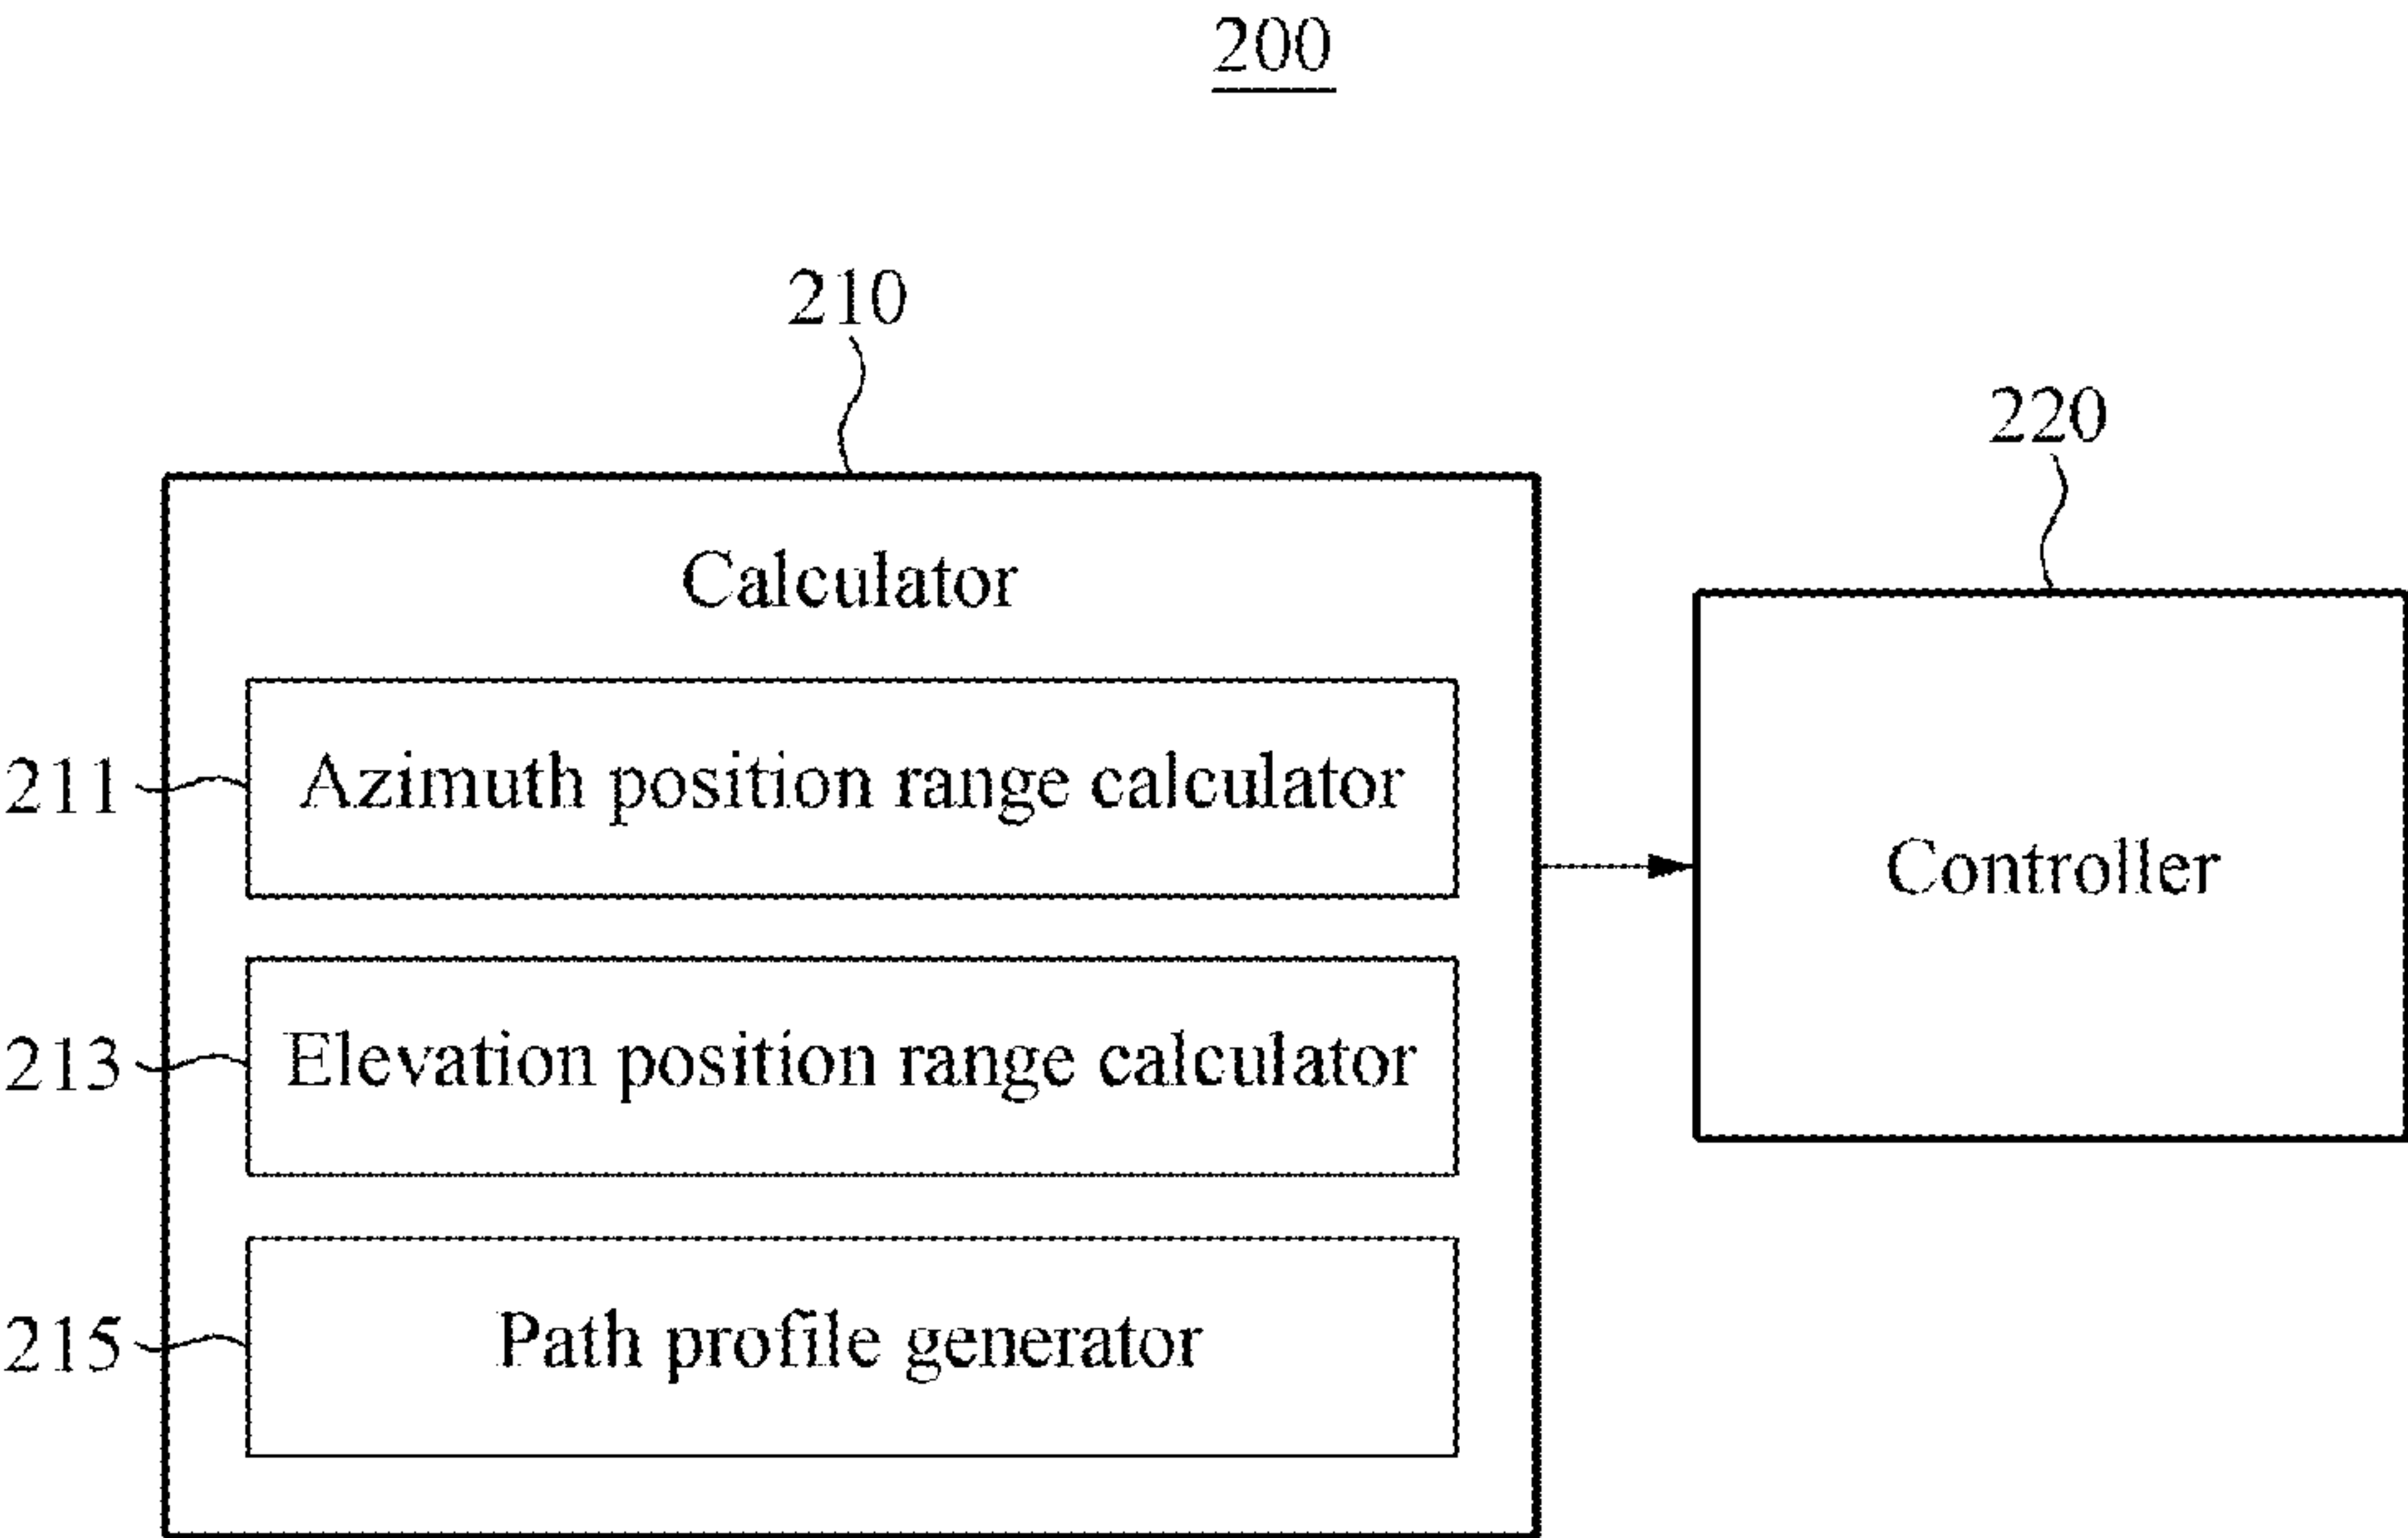 200
210
220
Calculator
211
Azimuth position range calculator
Controller
213
Elevation position range calculator
215
Path profile generator